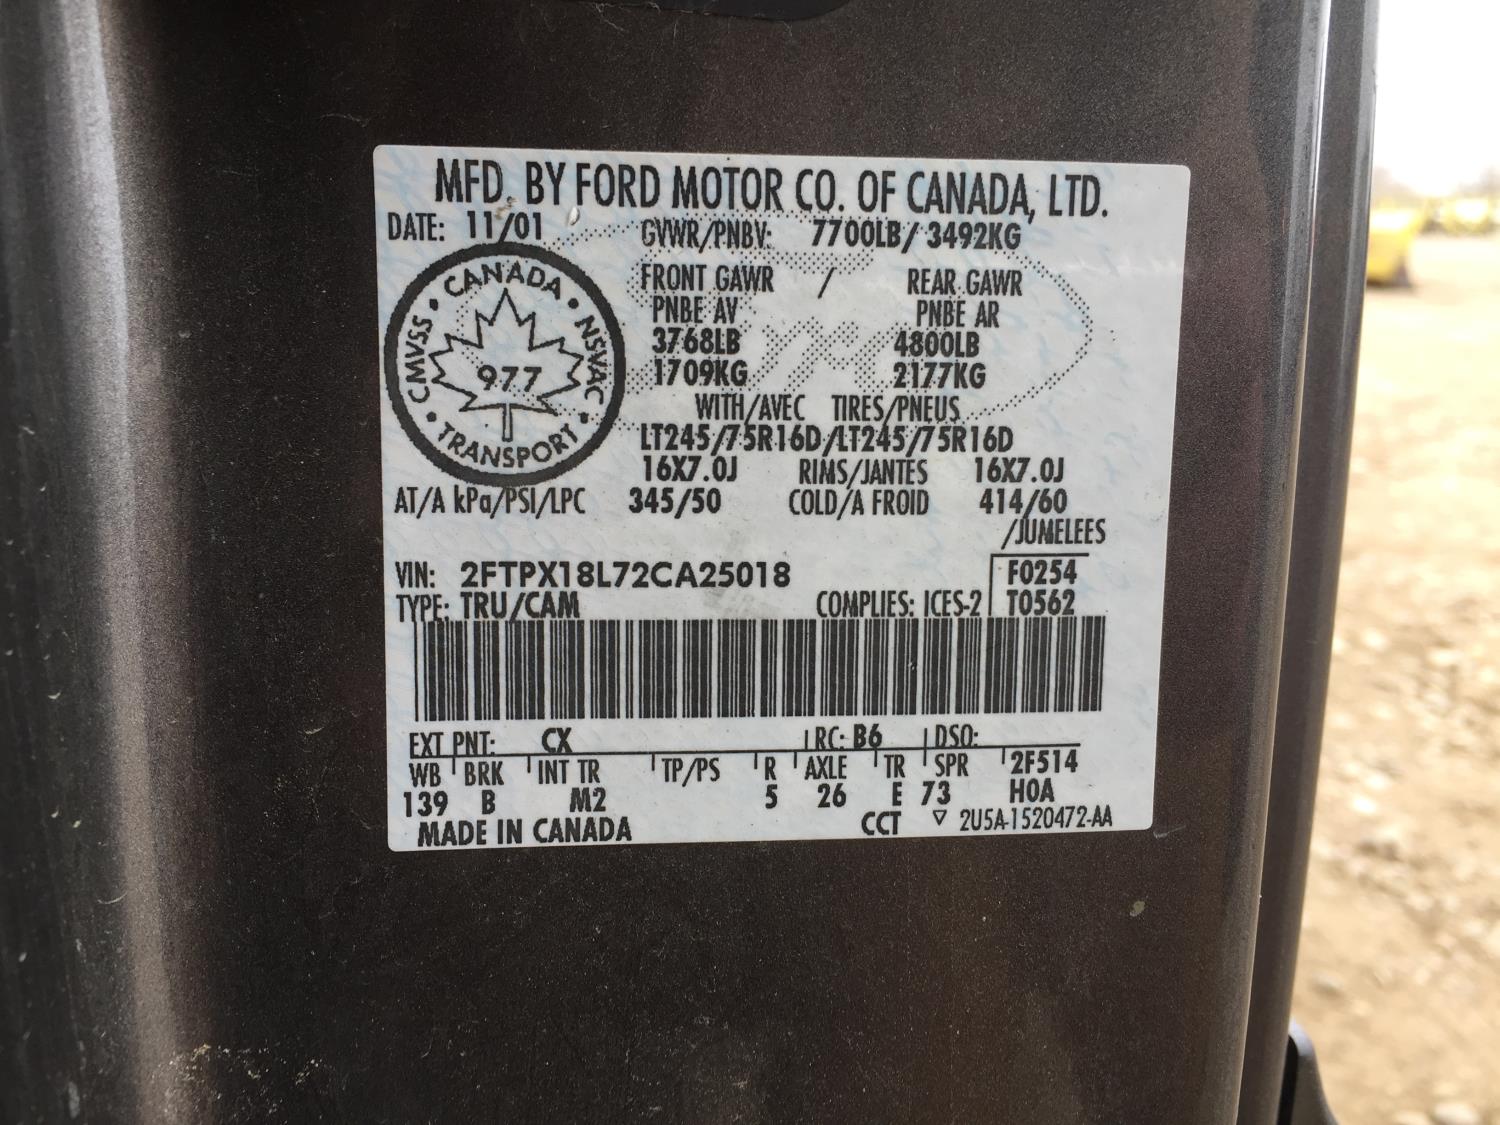 MFD. BY FORD MOTOR CO. OF CANADA, LTD.
DATE: 11/01 GVWR/PNBV: 7700LB/ 3492KG
FRONT GAWR / REAR GAWR
PNBE AV PNBE AR
3768LB 4800LB
1709KG 2177KG
WITH/AVEC TIRES/PNEUS
LT245/75R16D/LT245/75R16D
16X7.0J RIMS/JANTES 16X7.0J
AT/A kPa/PSI/LPC 345/50 COLD/A FROID 414/60
/JUMELEES
CANADA • NSVAC • TRANSPORT • CMVSS •
977
VIN: 2FTPX18L72CA25018 F0254
TYPE: TRU/CAM COMPLIES: ICES-2 T0562
EXT PNT: CX RC: B6 DSO:
WB BRK INT TR TP/PS R AXLE TR SPR 2F514
139 B M2 5 26 E 73 H0A
MADE IN CANADA CCT ▽ 2U5A-1520472-AA